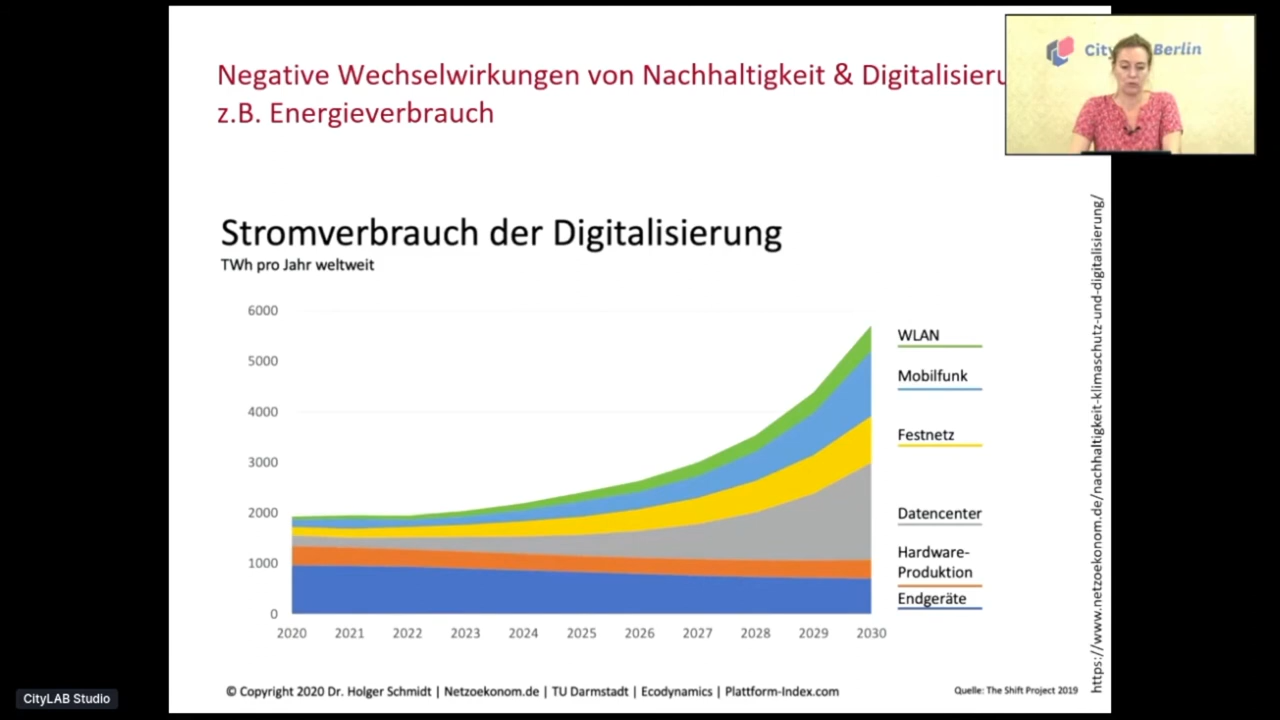 Negative Wechselwirkungen von Nachhaltigkeit & Digitalisieru
z.B. Energieverbrauch
Berlin
Stromverbrauch der Digitalisierung
TWh pro Jahr weltweit
6000
5000
4000
3000
2000
1000
0
2020 2021 2022 2023 2024 2025 2026 2027 2028 2029 2030
WLAN
Mobilfunk
Festnetz
Datencenter
Hardware-
Produktion
Endgeräte
https://www.netzoekonom.de/nachhaltigkeit-klimaschutz-und-digitalisierung/
© Copyright 2020 Dr. Holger Schmidt | Netzoekonom.de | TU Darmstadt | Ecodynamics | Plattform-Index.com
Quelle: The Shift Project 2019
CityLAB Studio